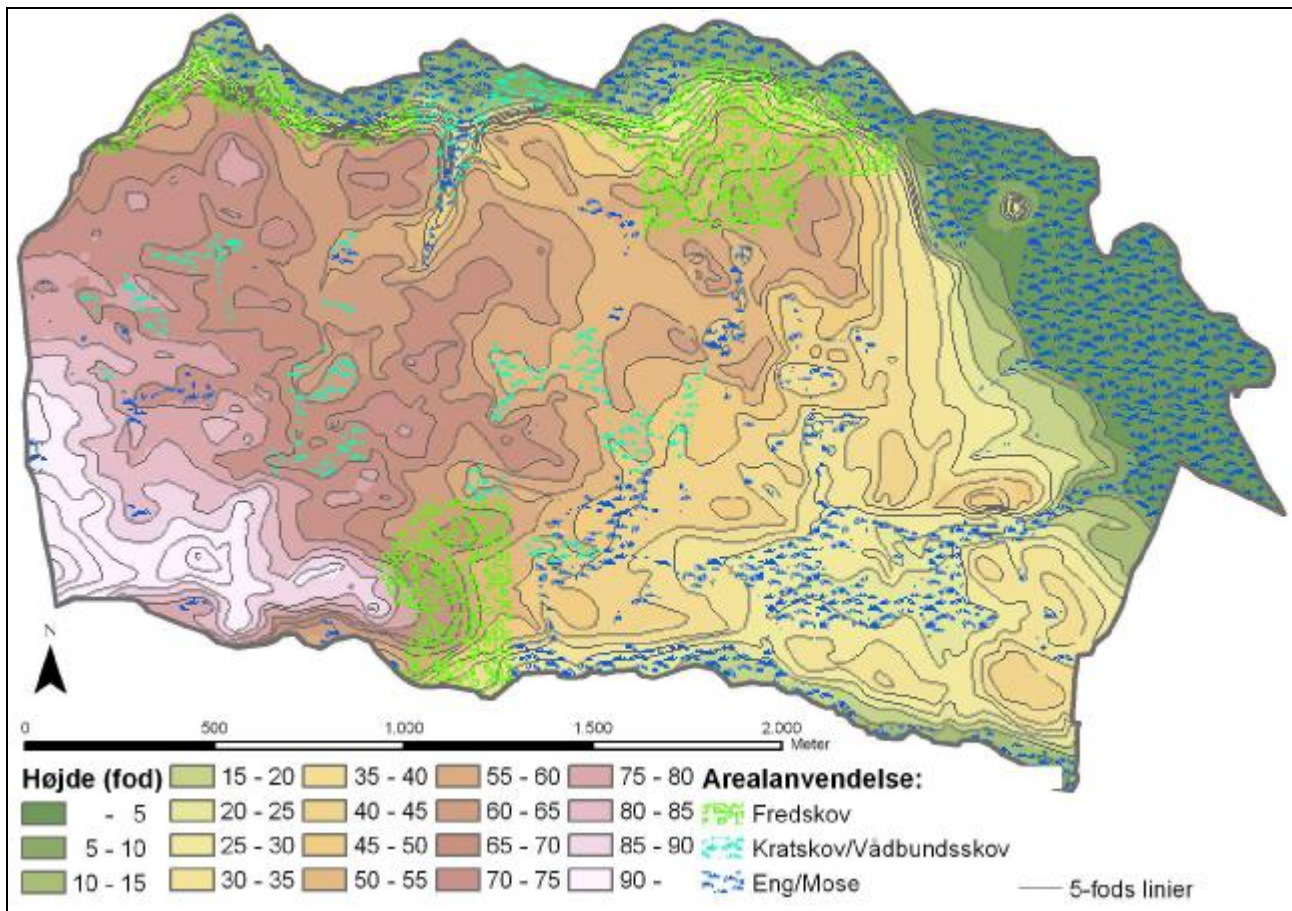 N
0 500 1.000 1.500 2.000
Meter
Højde (fod)
- 5
5 - 10
10 - 15
15 - 20
20 - 25
25 - 30
30 - 35
35 - 40
40 - 45
45 - 50
50 - 55
55 - 60
60 - 65
65 - 70
70 - 75
75 - 80
80 - 85
85 - 90
90 -
Arealanvendelse:
Fredskov
Kratskov/Vådbundsskov
Eng/Mose
5-fods linier